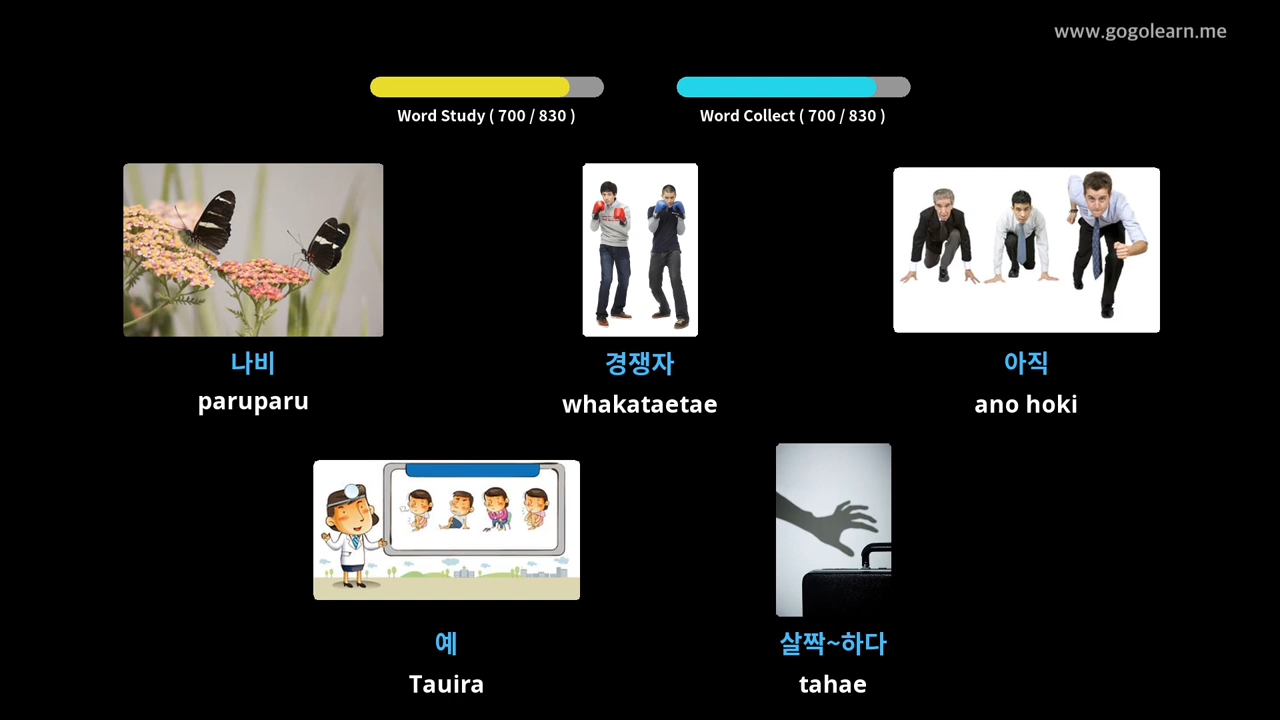 www.gogolearn.me
Word Study ( 700 / 830 )
Word Collect ( 700 / 830 )
나비
paruparu
경쟁자
whakataetae
아직
ano hoki
예
Tauira
살짝~하다
tahae